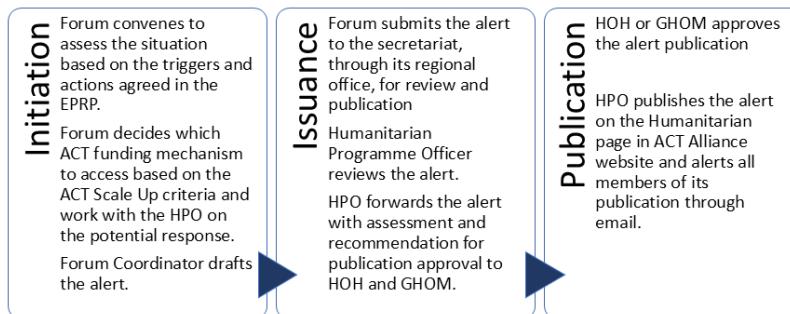 Initiation
Forum convenes to
assess the situation
based on the triggers and
actions agreed in the
EPRP.
Forum decides which
ACT funding mechanism
to access based on the
ACT Scale Up criteria and
work with the HPO on
the potential response.
Forum Coordinator drafts
the alert.
Issuance
Forum submits the alert
to the secretariat,
through its regional
office, for review and
publication
Humanitarian
Programme Officer
reviews the alert.
HPO forwards the alert
with assessment and
recommendation for
publication approval to
HOH and GHOM.
Publication
HOH or GHOM approves
the alert publication
HPO publishes the alert
on the Humanitarian
page in ACT Alliance
website and alerts all
members of its
publication through
email.